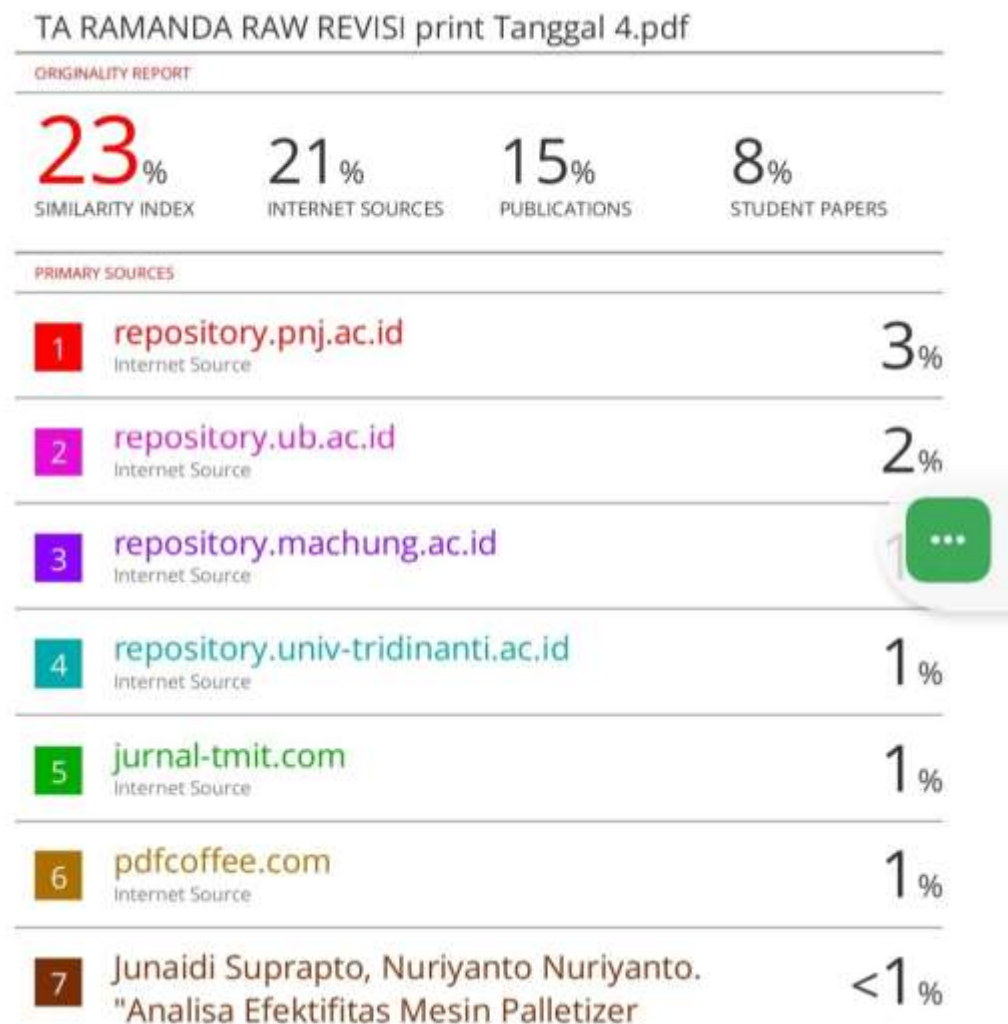 TA RAMANDA RAW REVISI print Tanggal 4.pdf
ORIGINALITY REPORT
23% 21% 15% 8%
SIMILARITY INDEX INTERNET SOURCES PUBLICATIONS STUDENT PAPERS
PRIMARY SOURCES
1 repository.pnj.ac.id 3%
Internet Source
2 repository.ub.ac.id 2%
Internet Source
3 repository.machung.ac.id
Internet Source
4 repository.univ-tridinanti.ac.id 1%
Internet Source
5 jurnal-tmit.com 1%
Internet Source
6 pdfcoffee.com 1%
Internet Source
7 Junaidi Suprapto, Nuriyanto Nuriyanto. <1%
"Analisa Efektifitas Mesin Palletizer